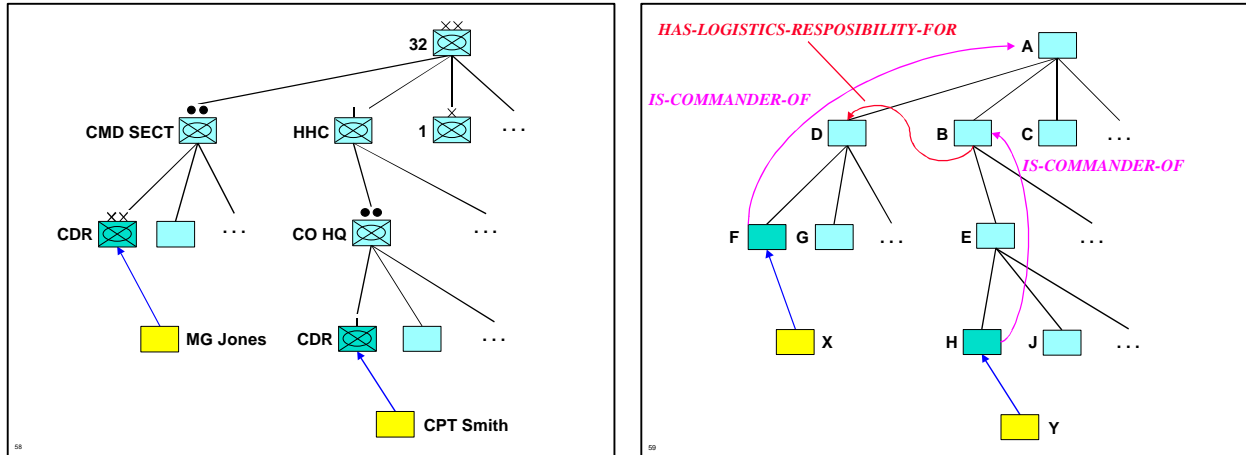 32
CMD SECT
HHC
1
. . .
CDR
. . .
CO HQ
. . .
MG Jones
CDR
. . .
CPT Smith
58
HAS-LOGISTICS-RESPOSIBILITY-FOR
A
IS-COMMANDER-OF
D
B
C
. . .
IS-COMMANDER-OF
F
G
. . .
E
. . .
X
H
J
. . .
Y
59